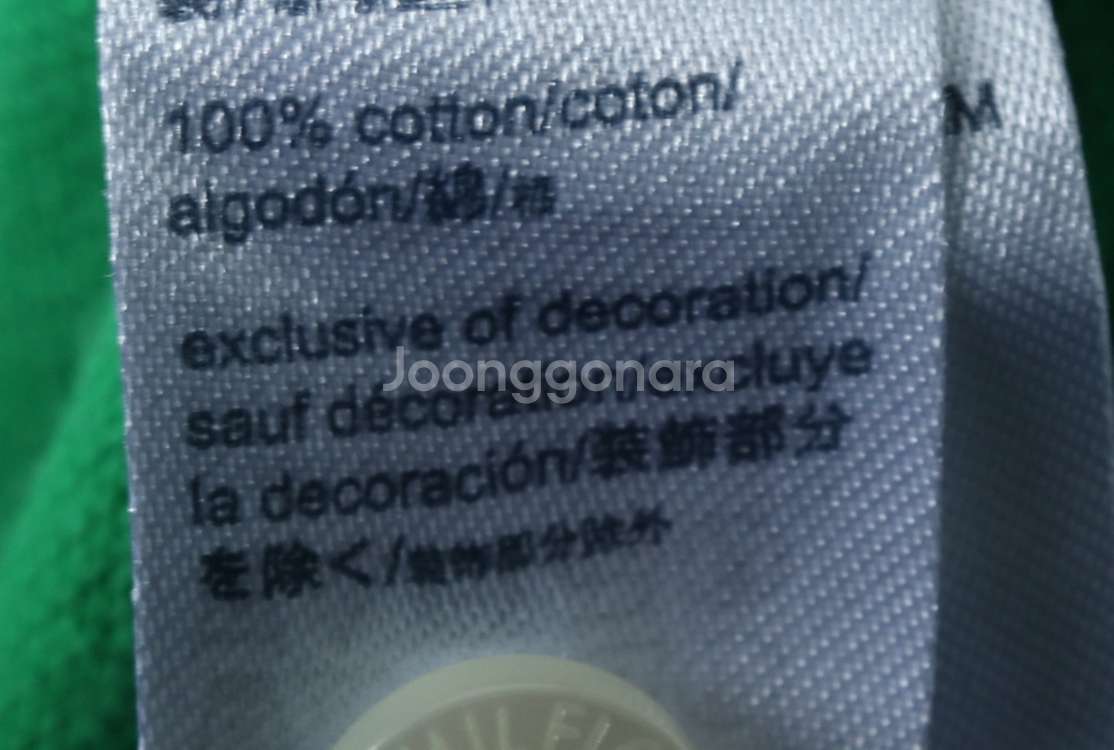 100% cotton/coton/
algodón/綿/棉
M
exclusive of decoration/
sauf décoration/excluye
la decoración/装飾部分
を除く/装饰部分除外
Joonggonara